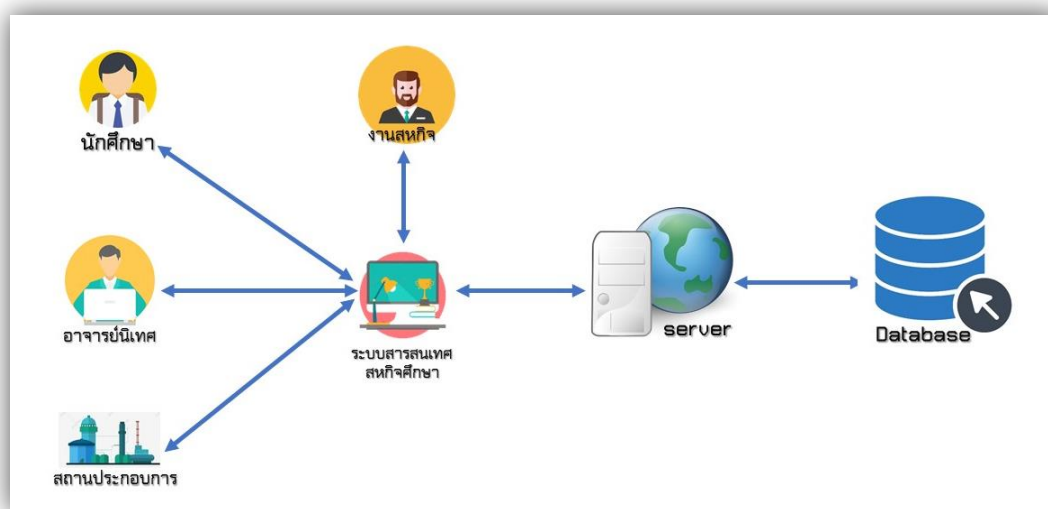 นักศึกษา
งานสหกิจ
อาจารย์นิเทศ
ระบบสารสนเทศ
สหกิจศึกษา
server
Database
สถานประกอบการ